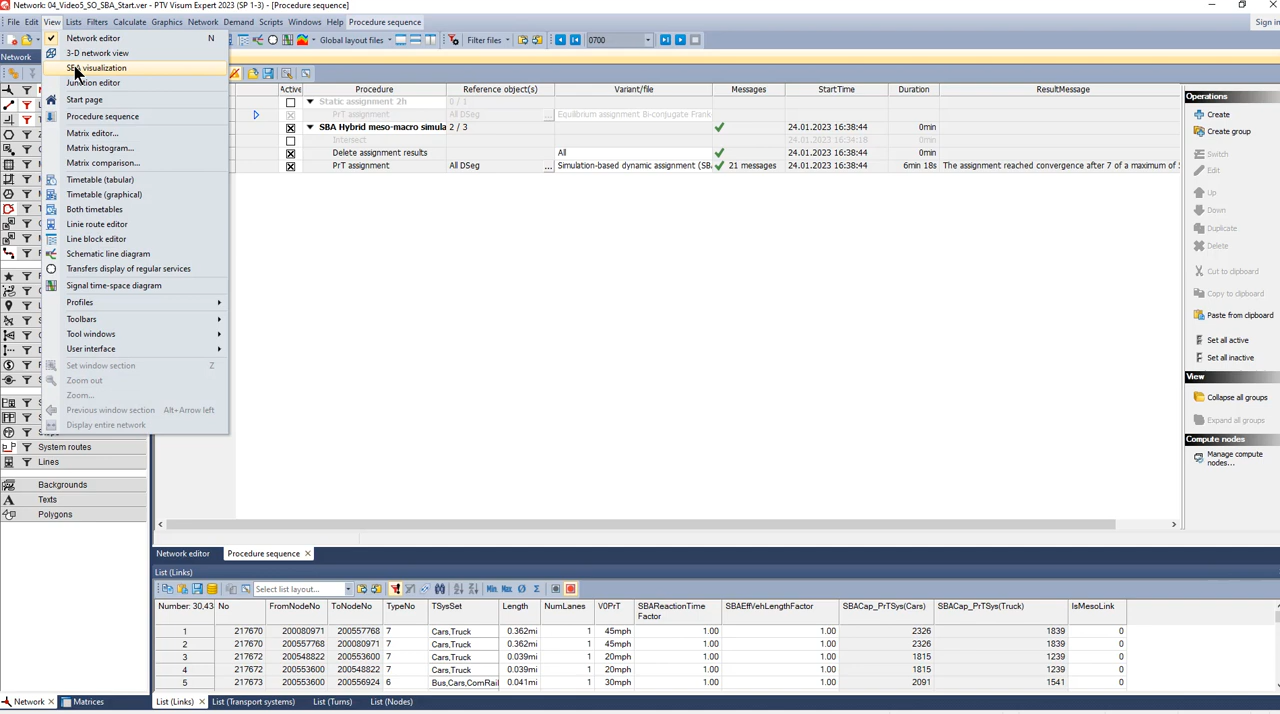 Network: 04_Video5_SO_SBA_Start.ver - PTV Visum Expert 2023 (SP 1-3) - [Procedure sequence]
File Edit View Lists Filters Calculate Graphics Network Demand Scripts Windows Help Procedure sequence
Sign in
Global layout files
Filter files
0700
Network
Network editor N
3-D network view
SBA visualization
Junction editor
Start page
Procedure sequence
Matrix editor...
Matrix histogram...
Matrix comparison...
Timetable (tabular)
Timetable (graphical)
Both timetables
Linie route editor
Line block editor
Schematic line diagram
Transfers display of regular services
Signal time-space diagram
Profiles
Toolbars
Tool windows
User interface
Set window section Z
Zoom out
Zoom...
Previous window section Alt+Arrow left
Display entire network
System routes
Lines
Backgrounds
Texts
Polygons
Network
Matrices
Active Procedure Reference object(s) Variant/file Messages StartTime Duration ResultMessage
Static assignment 2h 0 / 1
PrT assignment All DSeg ... Equilibrium assignment Bi-conjugate Frank
SBA Hybrid meso-macro simula 2 / 3 24.01.2023 16:38:44 0min
Intersect
Delete assignment results All 24.01.2023 16:38:44 0min
PrT assignment All DSeg ... Simulation-based dynamic assignment (SBA 21 messages 24.01.2023 16:38:44 6min 18s The assignment reached convergence after 7 of a maximum of
Operations
Create
Create group
Switch
Edit
Up
Down
Duplicate
Delete
Cut to clipboard
Copy to clipboard
Paste from clipboard
Set all active
Set all inactive
View
Collapse all groups
Expand all groups
Compute nodes
Manage compute
nodes...
Network editor Procedure sequence
List (Links)
Select list layout... Min Max
Number: 30,43 No FromNodeNo ToNodeNo TypeNo TSysSet Length NumLanes V0PrT SBAReactionTime SBAEffVehLengthFactor SBACap_PrTSys(Cars) SBACap_PrTSys(Truck) IsMesoLink
Factor
1 217670 200080971 200557768 7 Cars,Truck 0.362mi 1 45mph 1.00 1.00 2326 1839 0
2 217670 200557768 200080971 7 Cars,Truck 0.362mi 1 45mph 1.00 1.00 2326 1839 0
3 217672 200548822 200553600 7 Cars,Truck 0.039mi 1 20mph 1.00 1.00 1815 1239 0
4 217672 200553600 200548822 7 Cars,Truck 0.039mi 1 20mph 1.00 1.00 1815 1239 0
5 217673 200553600 200556924 6 Bus,Cars,ComRail 0.041mi 1 30mph 1.00 1.00 2091 1541 0
List (Links) List (Transport systems) List (Turns) List (Nodes)